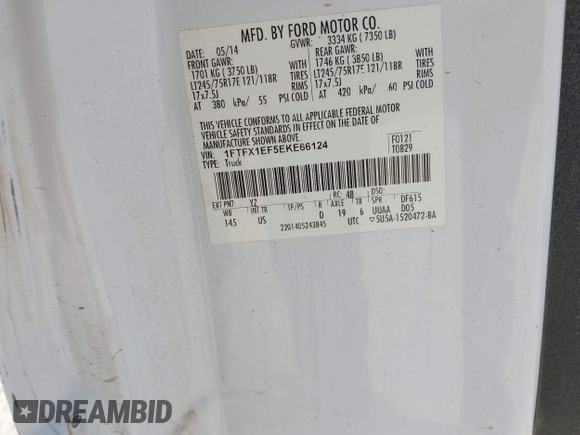 MFD. BY FORD MOTOR CO.
DATE: 05/14 GVWR: 3334 KG ( 7350 LB)
FRONT GAWR: REAR GAWR:
1701 KG ( 3750 LB) WITH 1746 KG ( 3850 LB) WITH
LT245/75R17E 121/118R TIRES LT245/75R17E 121/118R TIRES
17x7.5J RIMS 17x7.5J RIMS
AT 380 kPa/ 55 PSI COLD AT 420 kPa/ 60 PSI COLD
THIS VEHICLE CONFORMS TO ALL APPLICABLE FEDERAL MOTOR
VEHICLE SAFETY STANDARDS IN EFFECT ON THE DATE OF
MANUFACTURE SHOWN ABOVE.
VIN: 1FTFX1EF5EKE66124 F0121
TYPE: Truck T0829
EXT PNT: YZ RC: 48 DSO:
WB INT TR TP/PS R AXLE TR SPR DF615
145 US D 19 6 UUAA DOS
2201405243845 UTC ▽5U5A-1520472-BA
DREAMBID